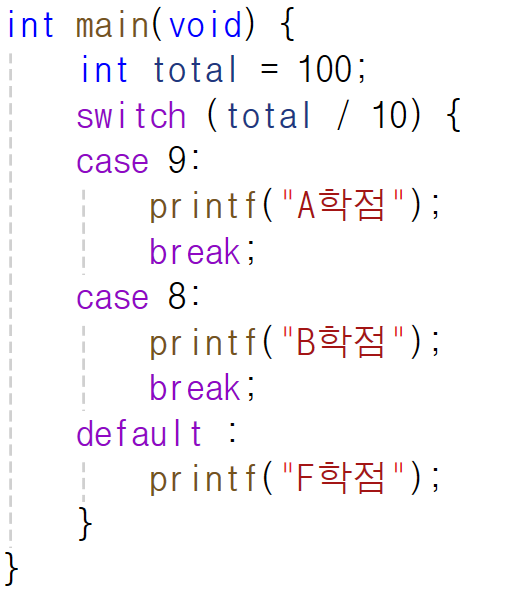 int main(void) {
    int total = 100;
    switch (total / 10) {
    case 9:
        printf("A학점");
        break;
    case 8:
        printf("B학점");
        break;
    default :
        printf("F학점");
    }
}